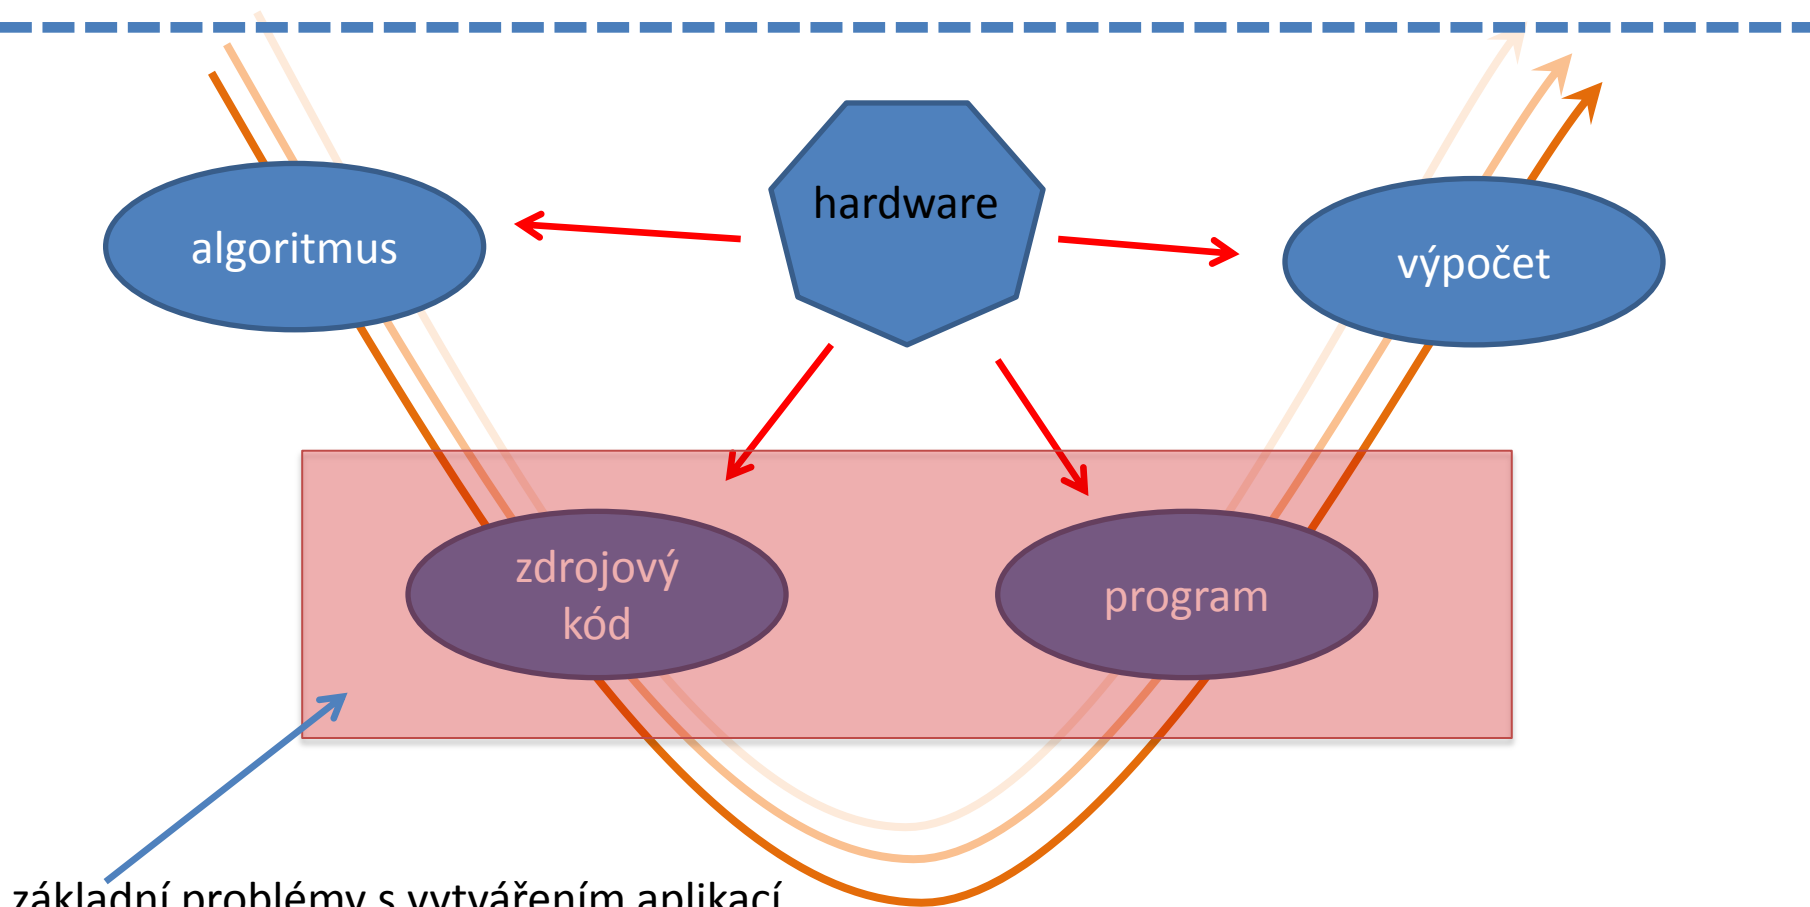 hardware
algoritmus
výpočet
zdrojový
kód
program
základní problémy s vytvářením aplikací